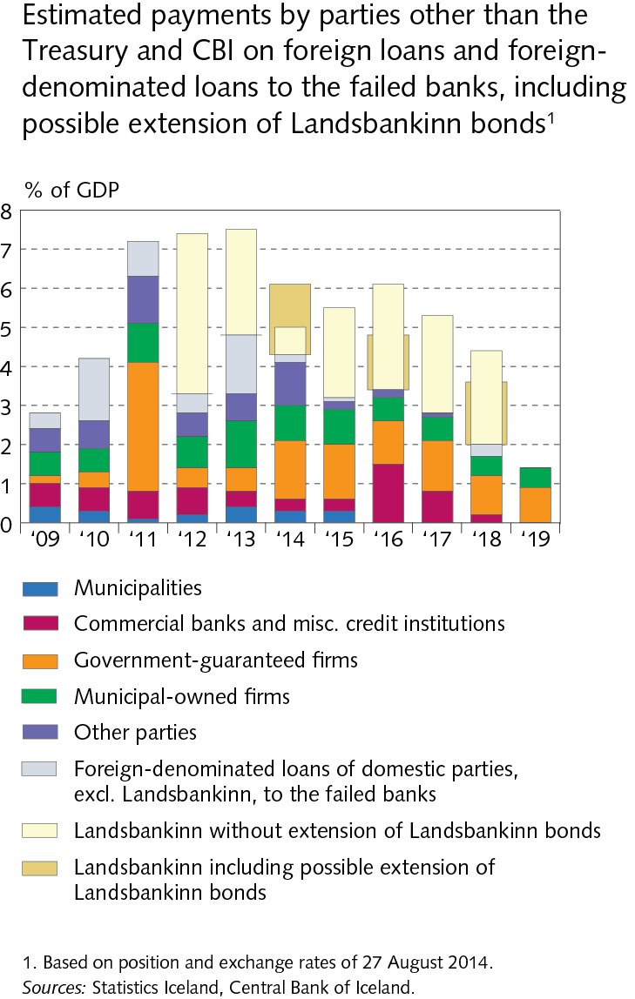 Estimated payments by parties other than the
Treasury and CBI on foreign loans and foreign-
denominated loans to the failed banks, including
possible extension of Landsbankinn bonds¹
% of GDP
8
7
6
5
4
3
2
1
0
‘09 ‘10 ‘11 ‘12 ‘13 ‘14 ‘15 ‘16 ‘17 ‘18 ‘19
Municipalities
Commercial banks and misc. credit institutions
Government-guaranteed firms
Municipal-owned firms
Other parties
Foreign-denominated loans of domestic parties,
excl. Landsbankinn, to the failed banks
Landsbankinn without extension of Landsbankinn bonds
Landsbankinn including possible extension of
Landsbankinn bonds
1. Based on position and exchange rates of 27 August 2014.
Sources: Statistics Iceland, Central Bank of Iceland.